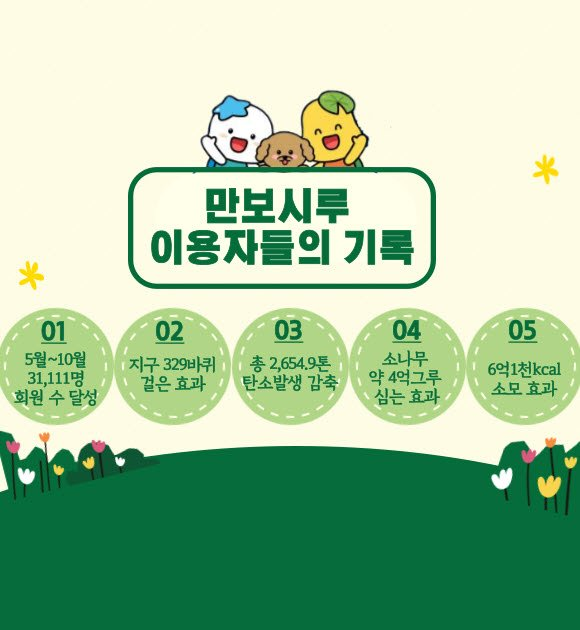 만보시루
이용자들의 기록
01
5월~10월
31,111명
회원 수 달성
02
지구 329바퀴
걸은 효과
03
총 2,654.9톤
탄소발생 감축
04
소나무
약 4억그루
심는 효과
05
6억1천kcal
소모 효과